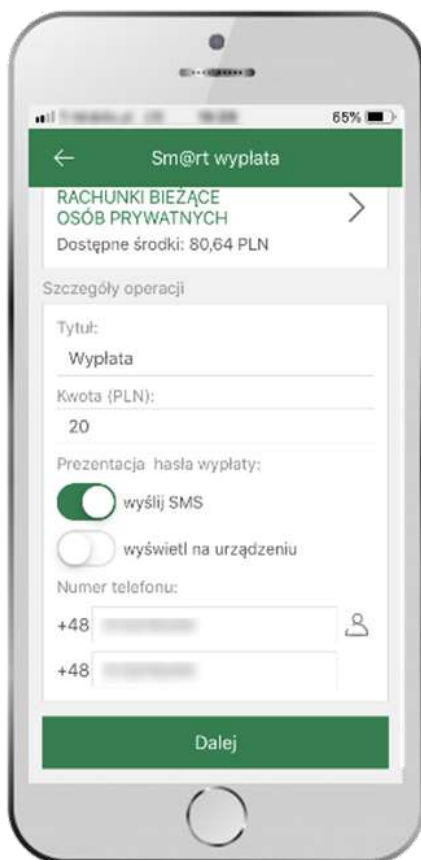 65%
Sm@rt wypłata
RACHUNKI BIEŻĄCE
OSÓB PRYWATNYCH
Dostępne środki: 80,64 PLN
Szczegóły operacji
Tytuł:
Wypłata
Kwota (PLN):
20
Prezentacja hasła wypłaty:
wyślij SMS
wyświetl na urządzeniu
Numer telefonu:
+48
+48
Dalej